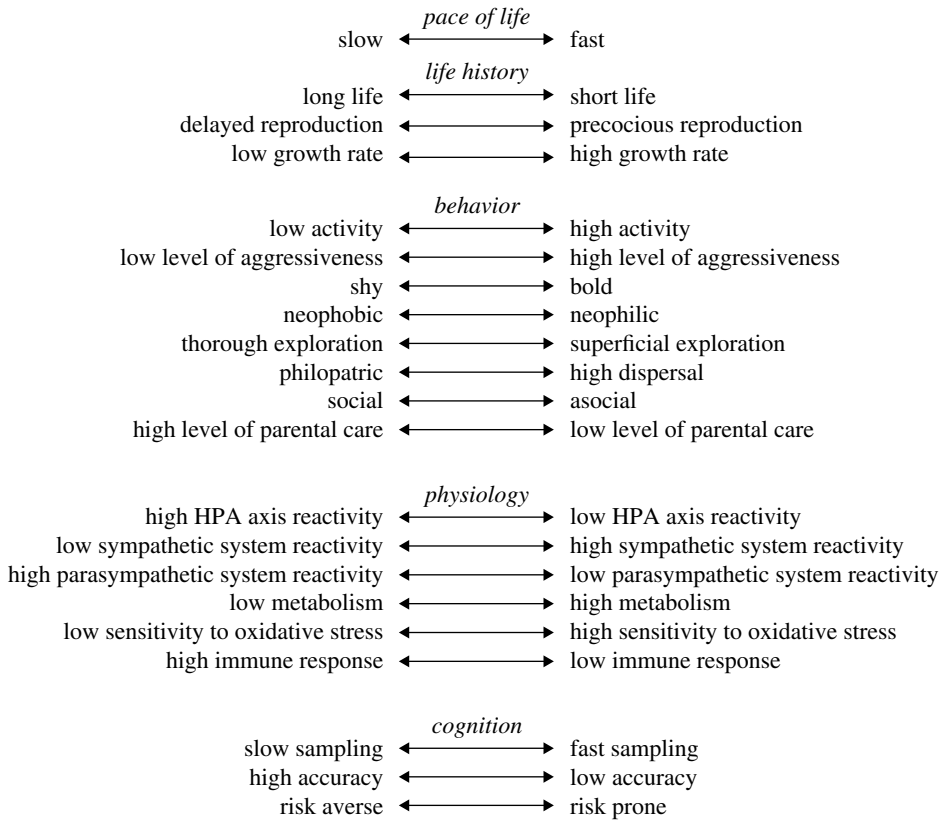 pace of life
slow fast
life history
long life short life
delayed reproduction precocious reproduction
low growth rate high growth rate
behavior
low activity high activity
low level of aggressiveness high level of aggressiveness
shy bold
neophobic neophilic
thorough exploration superficial exploration
philopatric high dispersal
social asocial
high level of parental care low level of parental care
physiology
high HPA axis reactivity low HPA axis reactivity
low sympathetic system reactivity high sympathetic system reactivity
high parasympathetic system reactivity low parasympathetic system reactivity
low metabolism high metabolism
low sensitivity to oxidative stress high sensitivity to oxidative stress
high immune response low immune response
cognition
slow sampling fast sampling
high accuracy low accuracy
risk averse risk prone